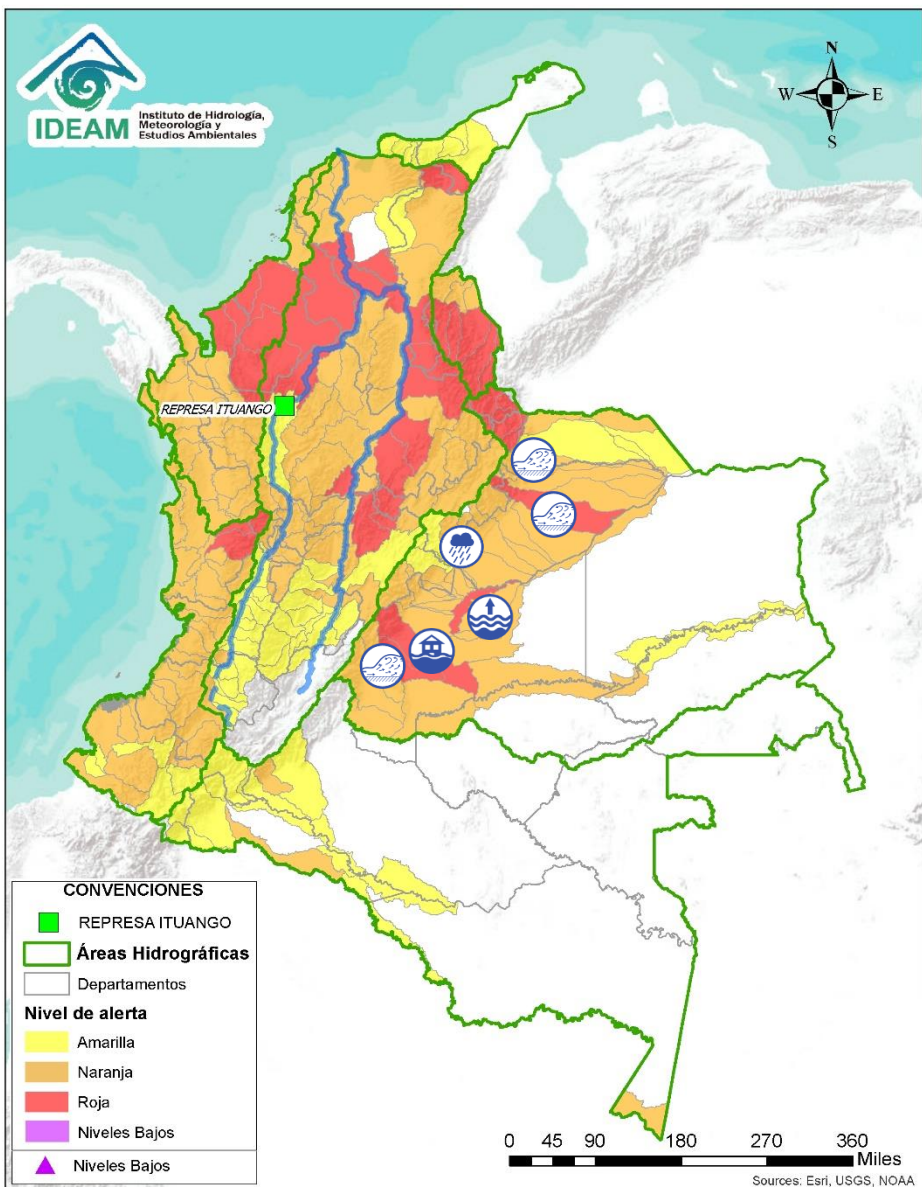 IDEAM
Instituto de Hidrología,
Meteorología y
Estudios Ambientales
N
W
E
S
REPRESA ITUANGO
CONVENCIONES
REPRESA ITUANGO
Áreas Hidrográficas
Departamentos
Nivel de alerta
Amarilla
Naranja
Roja
Niveles Bajos
Niveles Bajos
0 45 90 180 270 360
Miles
Sources: Esri, USGS, NOAA